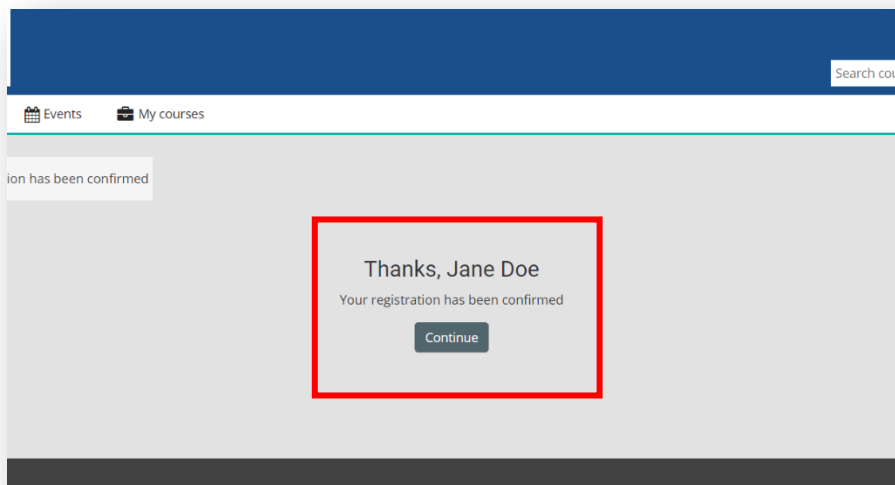 Search cou
Events My courses
ion has been confirmed
Thanks, Jane Doe
Your registration has been confirmed
Continue